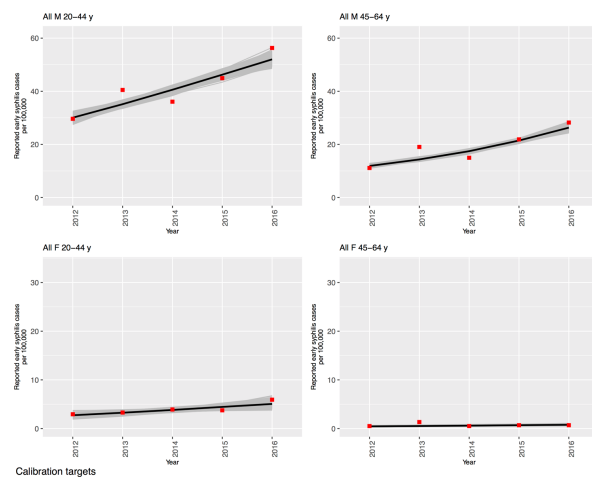 All M 20−44 y
Reported early syphilis cases
per 100,000
60
40
20
0
2012
2013
2014
2015
2016
Year
All M 45−64 y
Reported early syphilis cases
per 100,000
60
40
20
0
2012
2013
2014
2015
2016
Year
All F 20−44 y
Reported early syphilis cases
per 100,000
30
20
10
0
2012
2013
2014
2015
2016
Year
All F 45−64 y
Reported early syphilis cases
per 100,000
30
20
10
0
2012
2013
2014
2015
2016
Year
Calibration targets